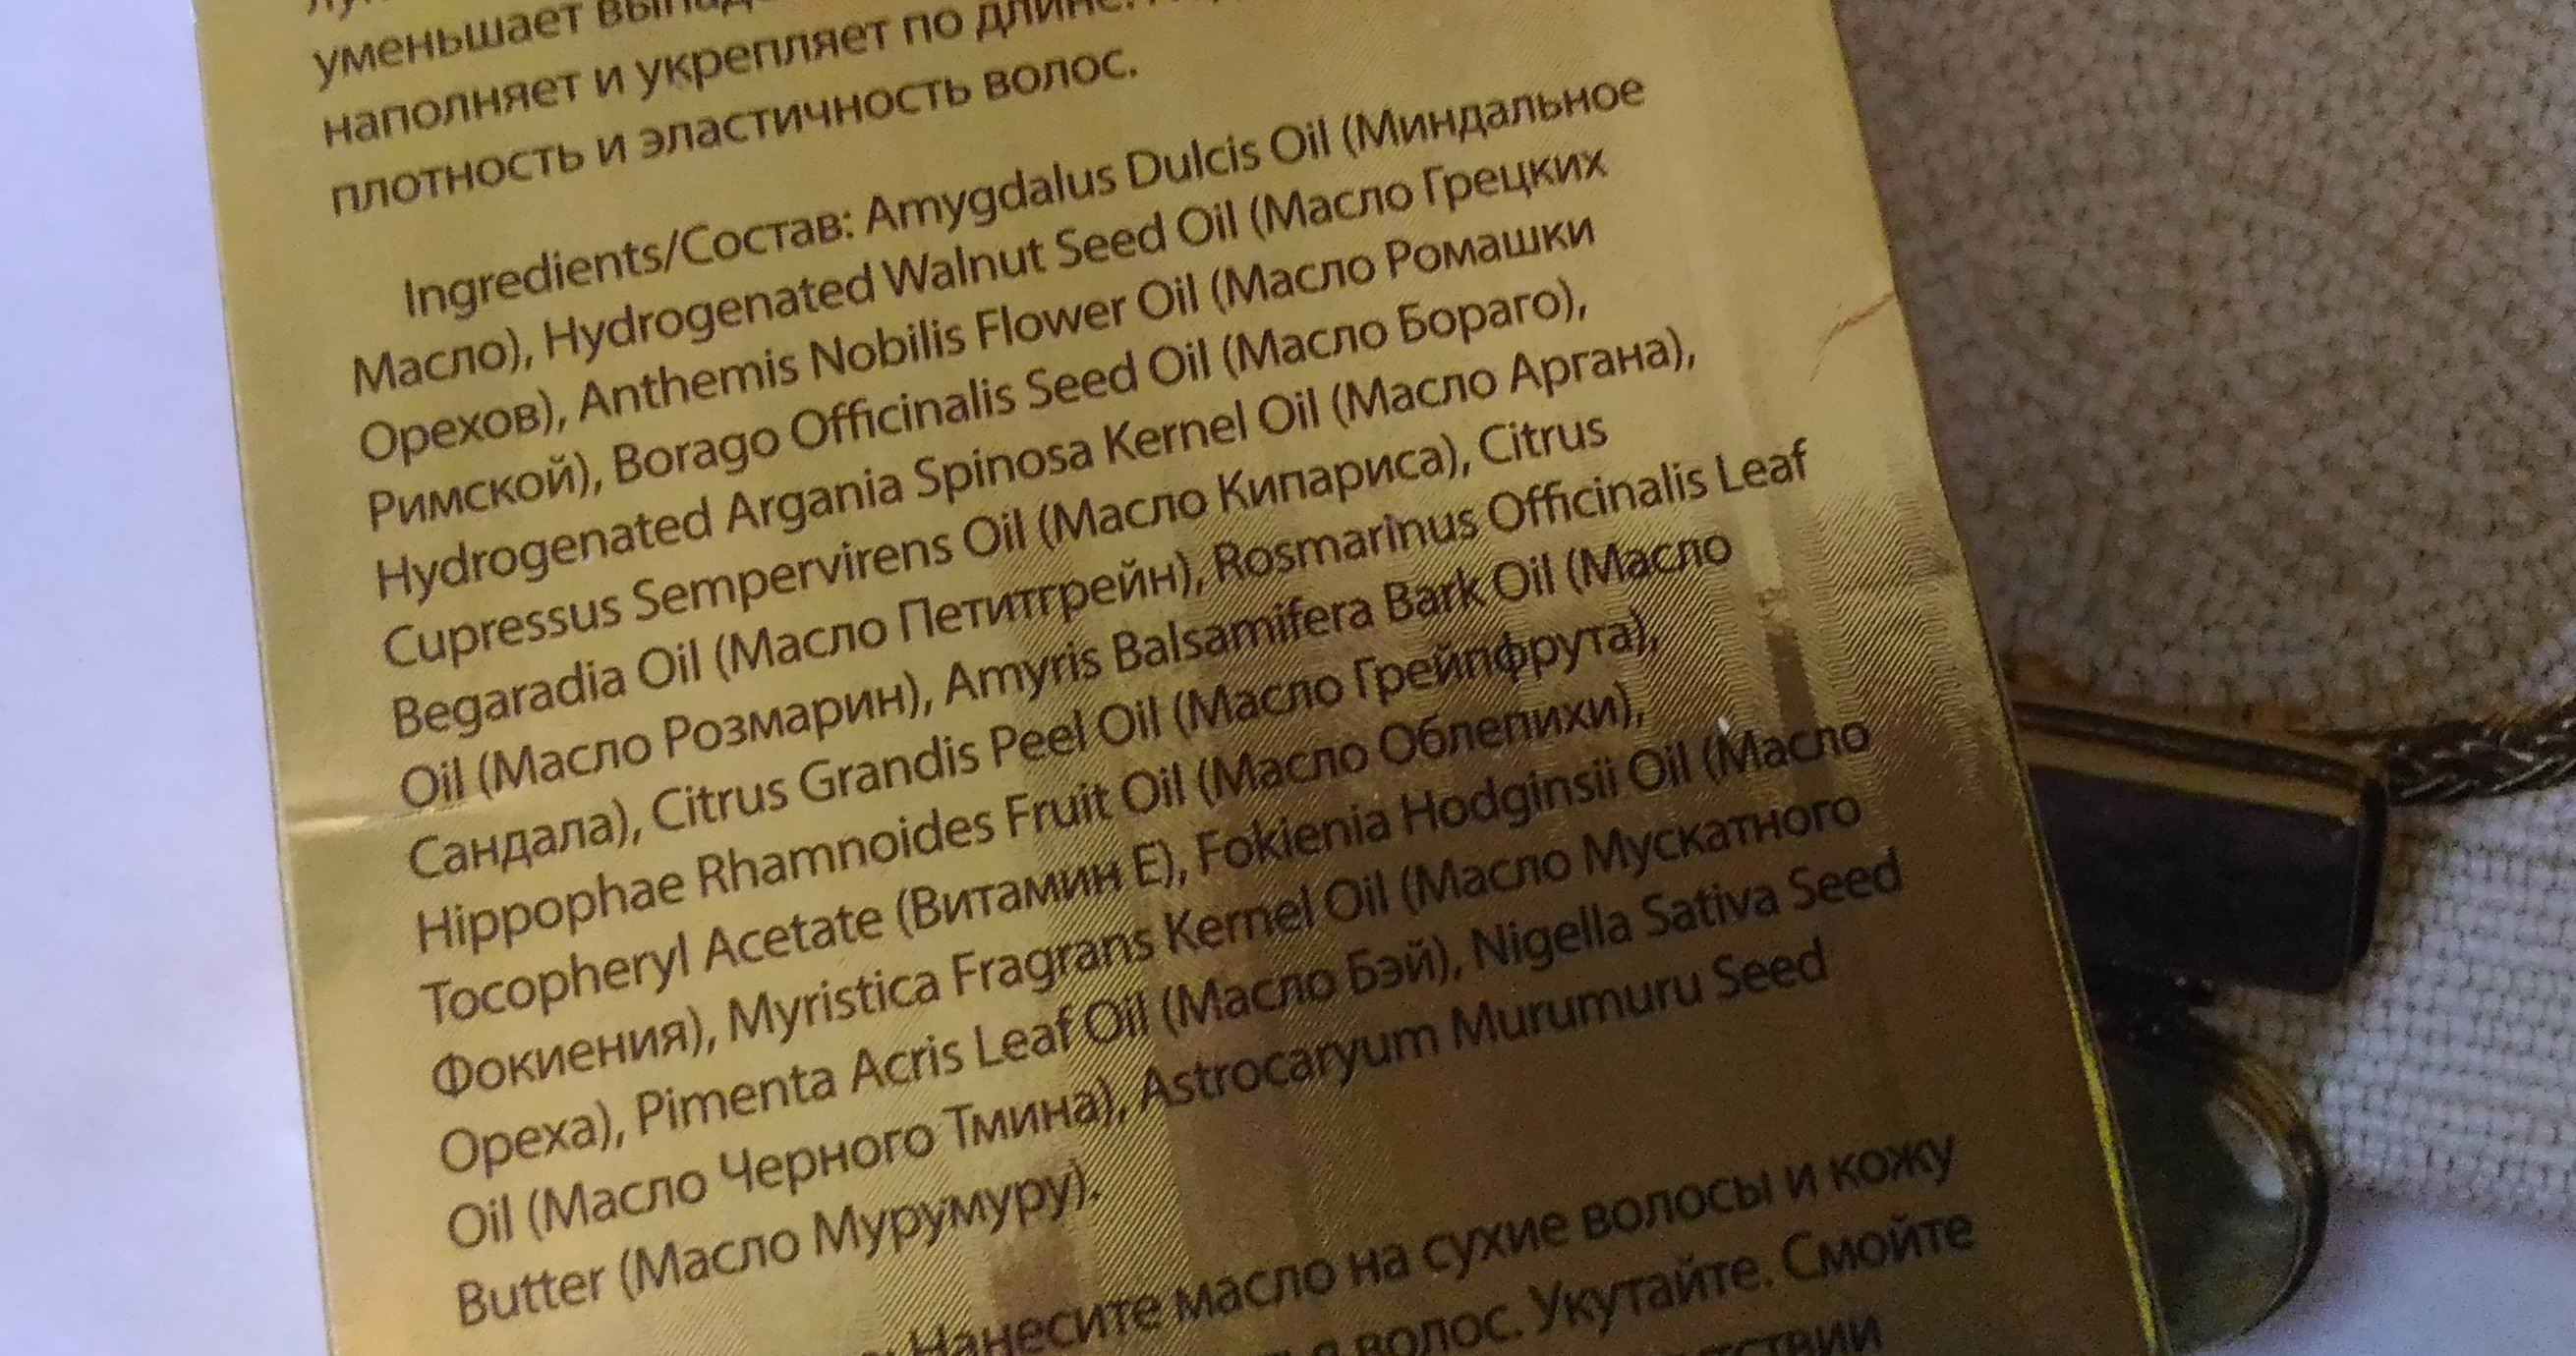 уменьшает
наполняет и укрепляет по длине.
плотность и эластичность волос.
Ingredients/Состав: Amygdalus Dulcis Oil (Миндальное
Масло), Hydrogenated Walnut Seed Oil (Масло Грецких
Орехов), Anthemis Nobilis Flower Oil (Масло Ромашки
Римской), Borago Officinalis Seed Oil (Масло Бораго),
Hydrogenated Argania Spinosa Kernel Oil (Масло Аргана),
Cupressus Sempervirens Oil (Масло Кипариса), Citrus
Begaradia Oil (Масло Петитгрейн), Rosmarinus Officinalis Leaf
Oil (Масло Розмарин), Amyris Balsamifera Bark Oil (Масло
Сандала), Citrus Grandis Peel Oil (Масло Грейпфрута),
Hippophae Rhamnoides Fruit Oil (Масло Облепихи),
Tocopheryl Acetate (Витамин Е), Fokienia Hodginsii Oil (Масло
Фокиения), Myristica Fragrans Kernel Oil (Масло Мускатного
Ореха), Pimenta Acris Leaf Oil (Масло Бэй), Nigella Sativa Seed
Oil (Масло Черного Тмина), Astrocaryum Murumuru Seed
Butter (Масло Мурумуру).
Нанесите масло на сухие волосы и кожу
волос. Укутайте. Смойте